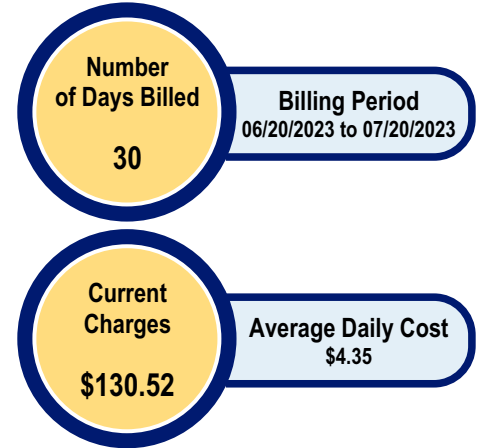 Number
of Days Billed
30
Billing Period
06/20/2023 to 07/20/2023
Current
Charges
$130.52
Average Daily Cost
$4.35